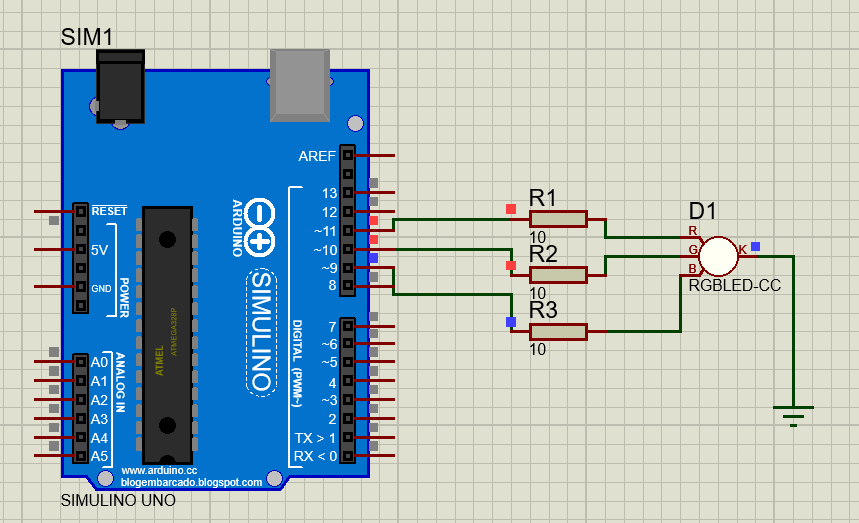 SIM1
AREF
13
12
~11
~10
~9
8
RESET
5V
GND
POWER
ARDUINO
SIMULINO
ATMEL
ATMEGA328P
7
~6
~5
4
~3
2
TX > 1
RX < 0
DIGITAL (PWM~)
A0
A1
A2
A3
A4
A5
ANALOG IN
www.arduino.cc
blogembarcado.blogspot.com
SIMULINO UNO
R1
10
R2
10
R3
10
D1
R
G
B
K
RGBLED-CC